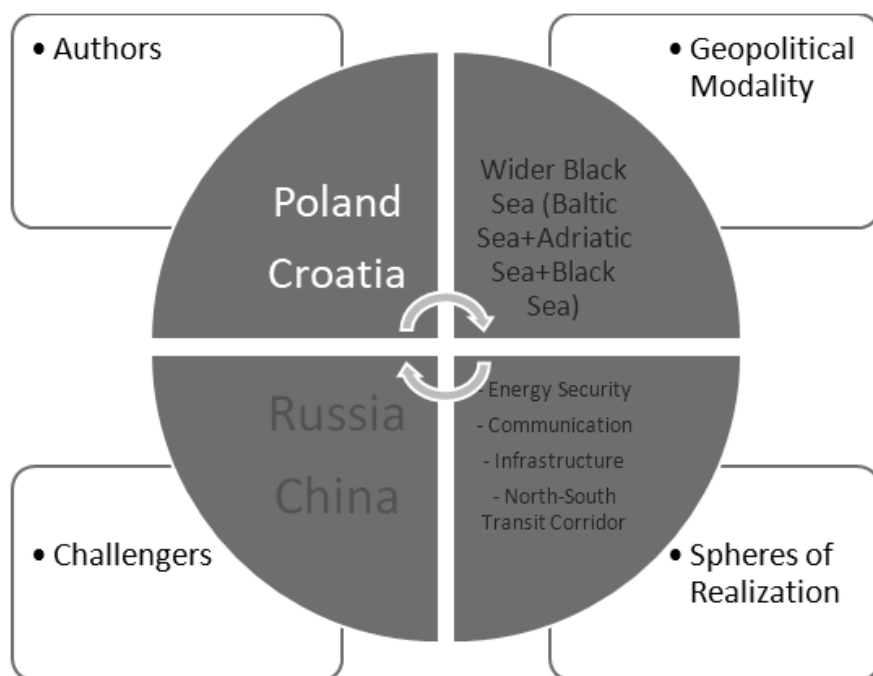 • Authors
Poland
Croatia
• Geopolitical
Modality
Wider Black
Sea (Baltic
Sea+Adriatic
Sea+Black
Sea)
Russia
China
• Challengers
- Energy Security
- Communication
- Infrastructure
- North-South
Transit Corridor
• Spheres of
Realization